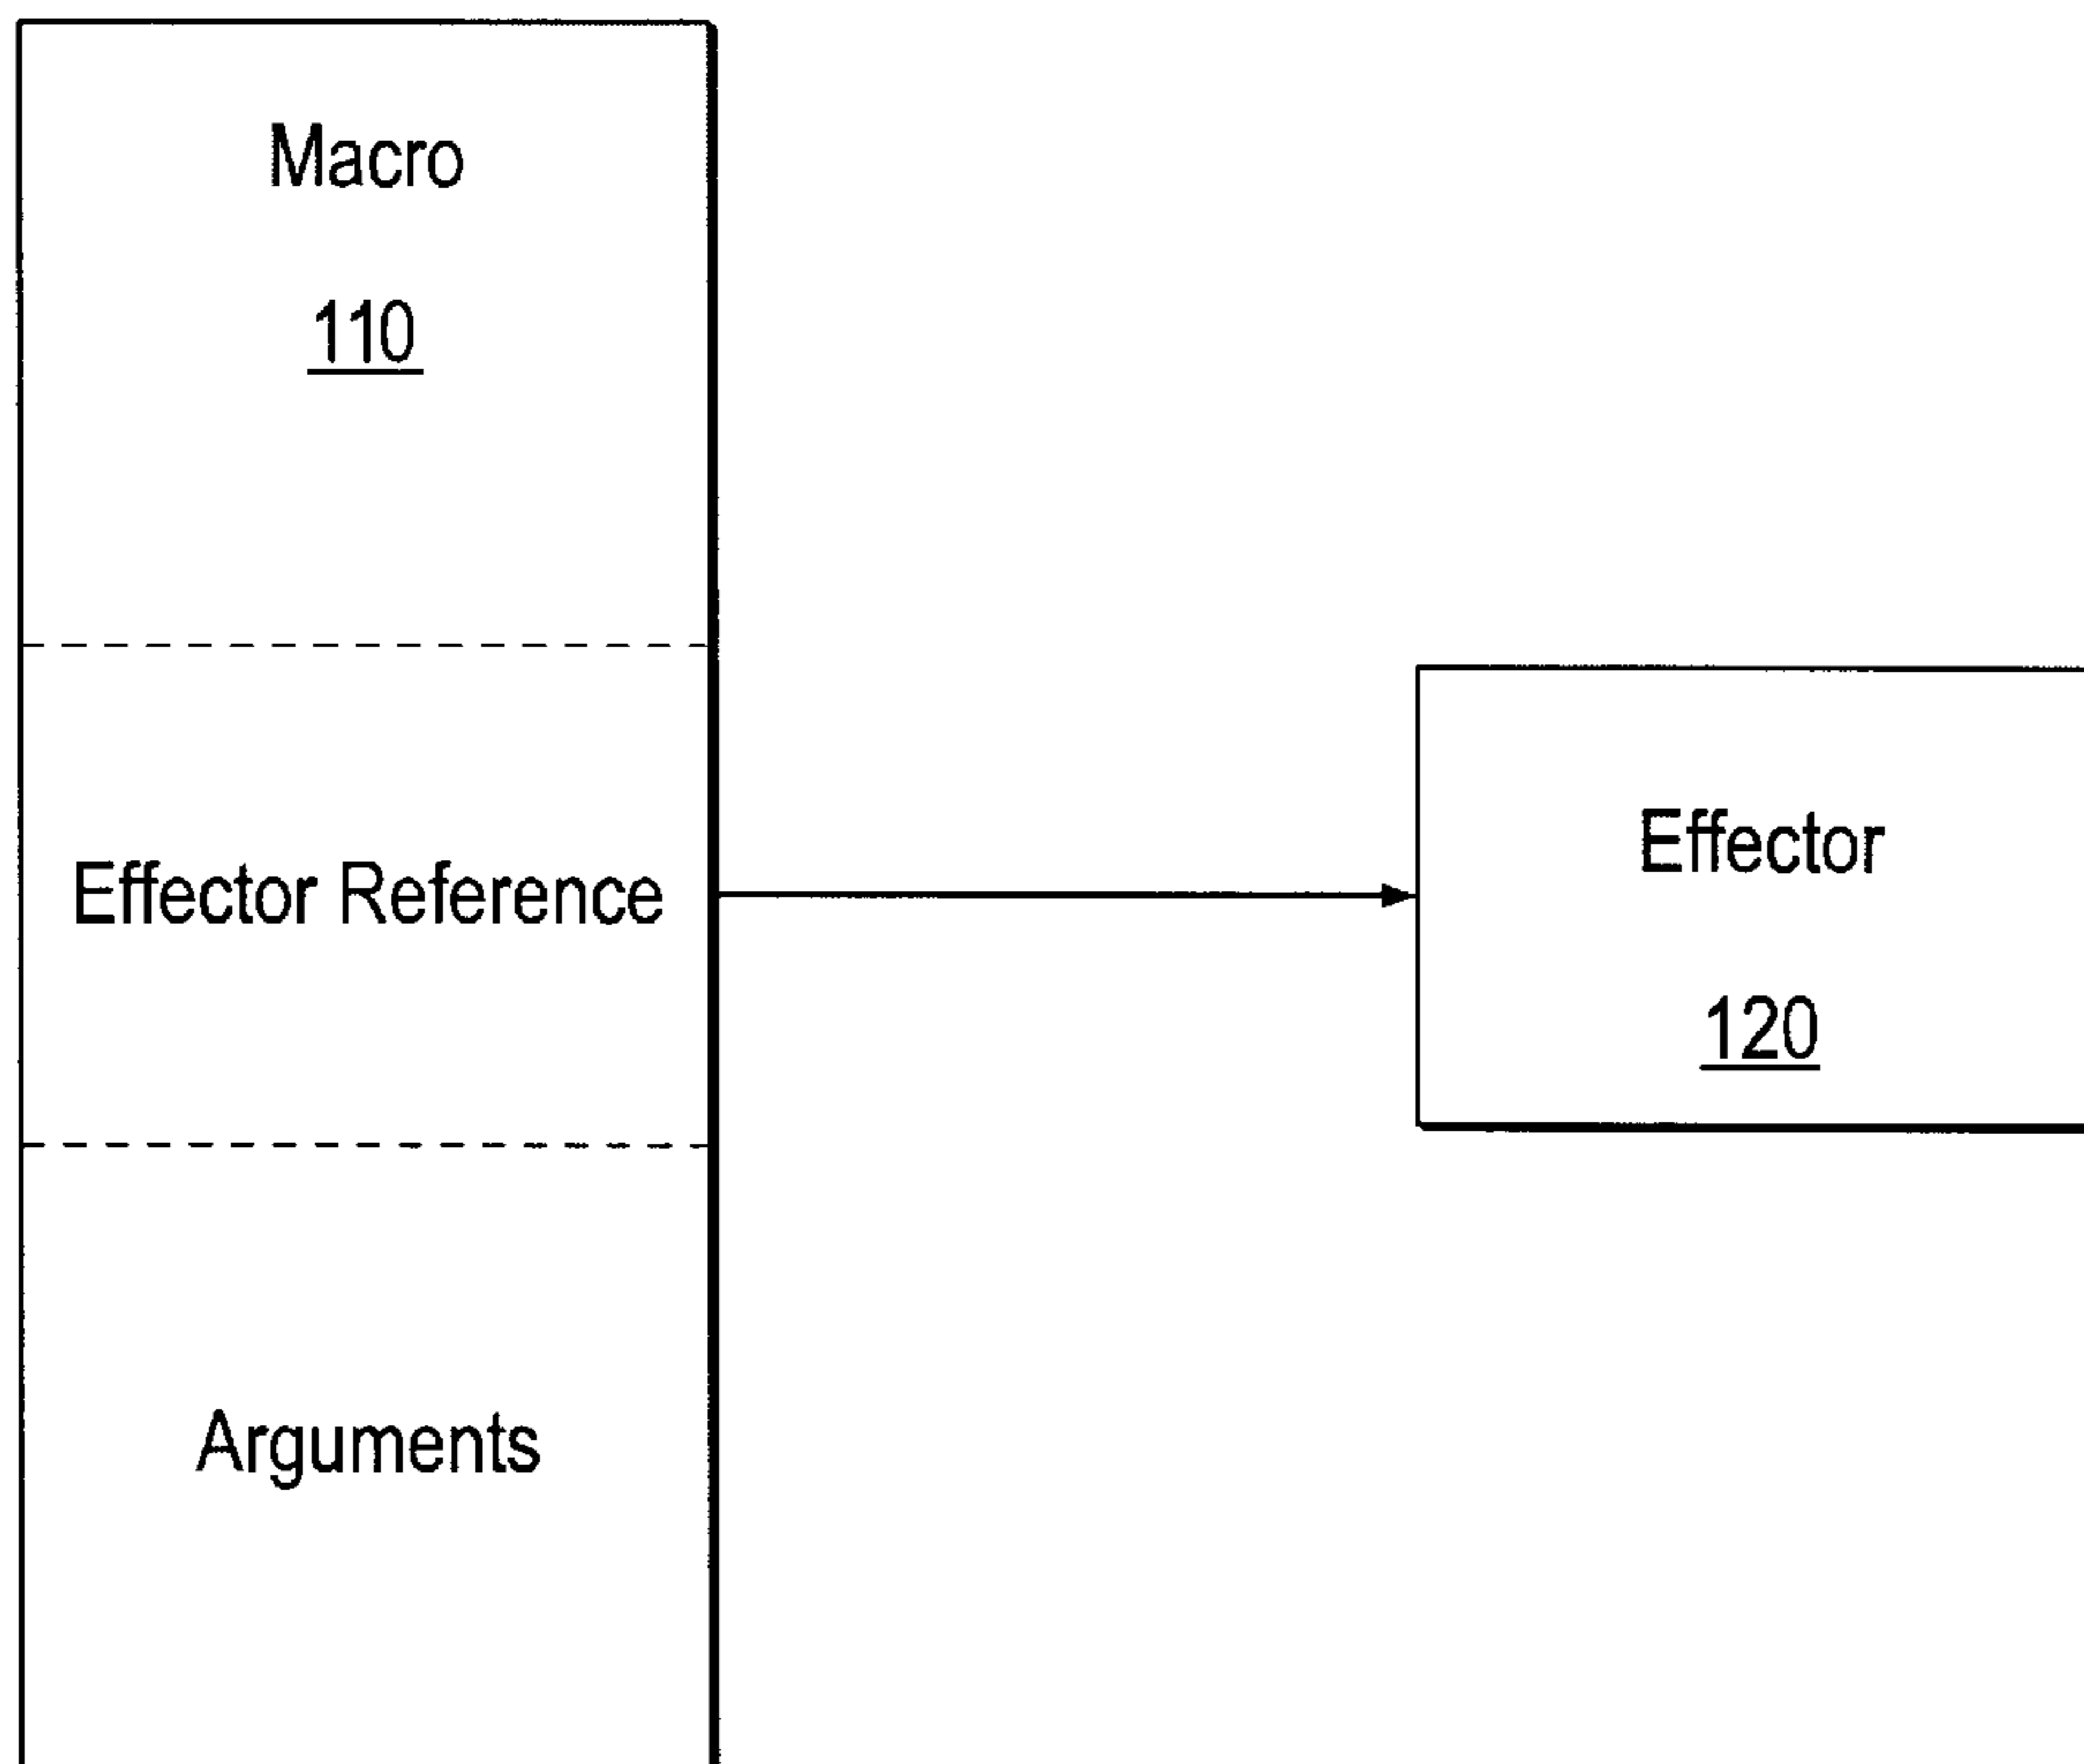 Macro
110
Effector Reference
Effector
120
Arguments